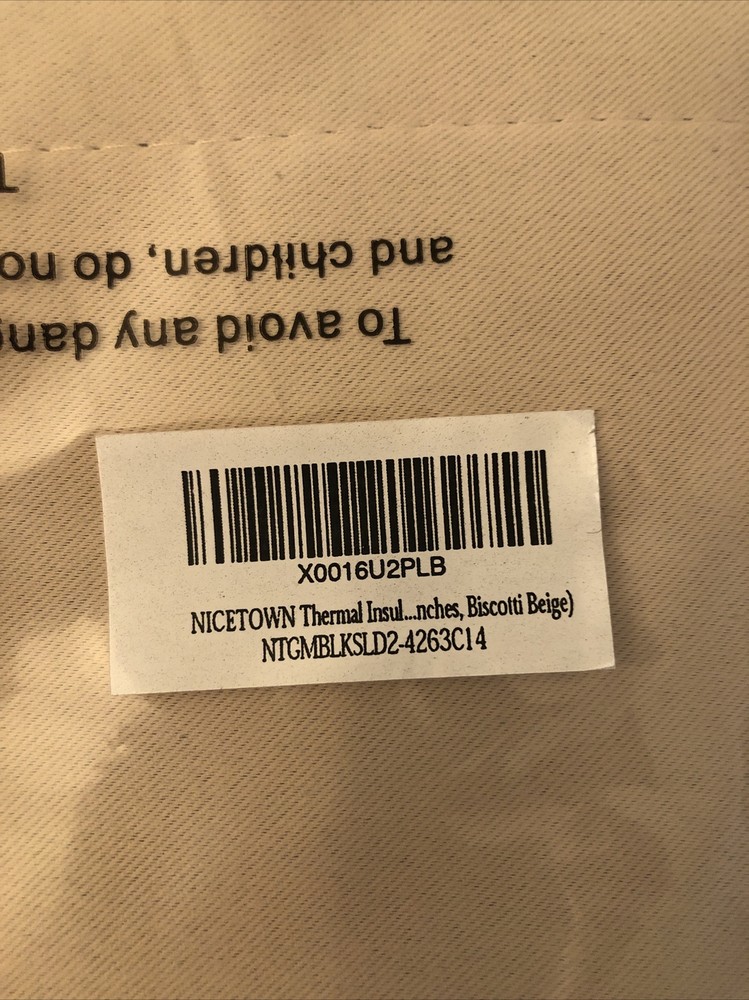 To avoid any dang
and children, do no
X0016U2PLB
NICETOWN Thermal Insul...nches, Biscotti Beige)
NTGMBLKSLD2-4263C14